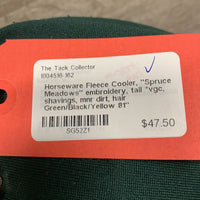 The Tack Collector
1004518-162
Horseware Fleece Cooler, "Spruce
Meadows" embroidery, tail *vgc,
shavings, mnr dirt, hair
Green/Black/Yellow 81"
SG52Z1
$47.50